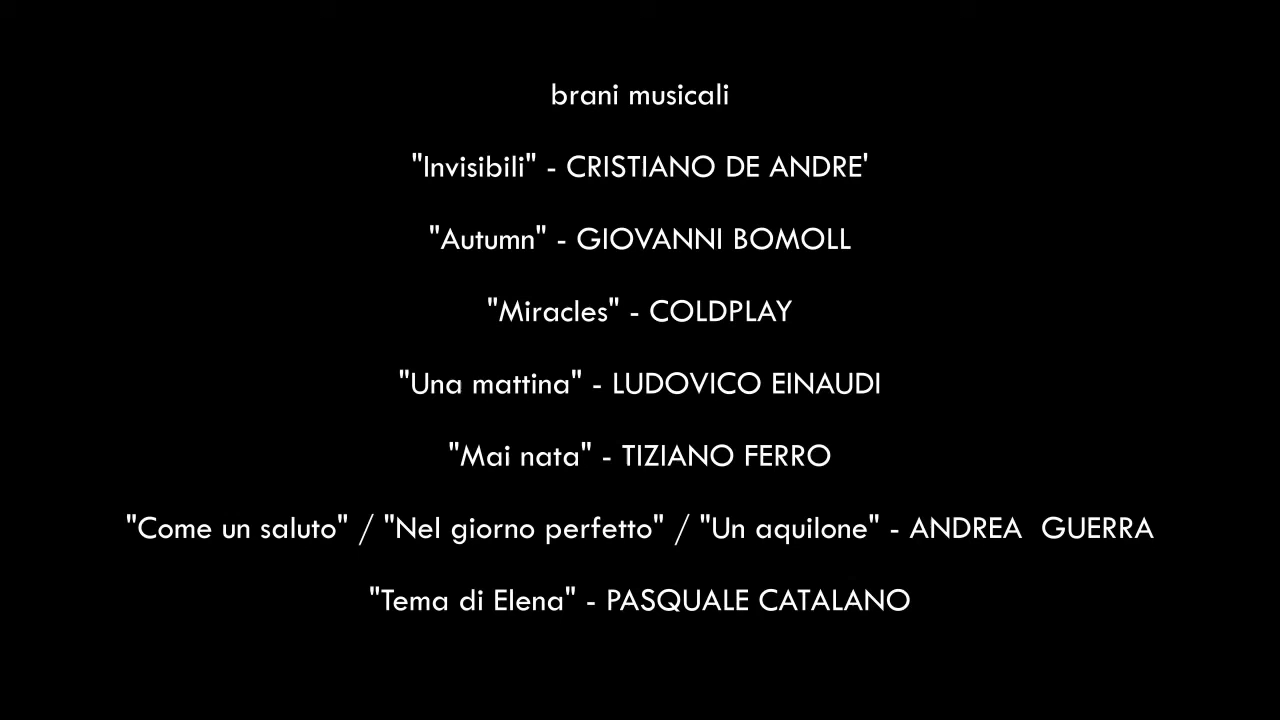 brani musicali
"Invisibili" - CRISTIANO DE ANDRE'
"Autumn" - GIOVANNI BOMOLL
"Miracles" - COLDPLAY
"Una mattina" - LUDOVICO EINAUDI
"Mai nata" - TIZIANO FERRO
"Come un saluto" / "Nel giorno perfetto" / "Un aquilone" - ANDREA  GUERRA
"Tema di Elena" - PASQUALE CATALANO